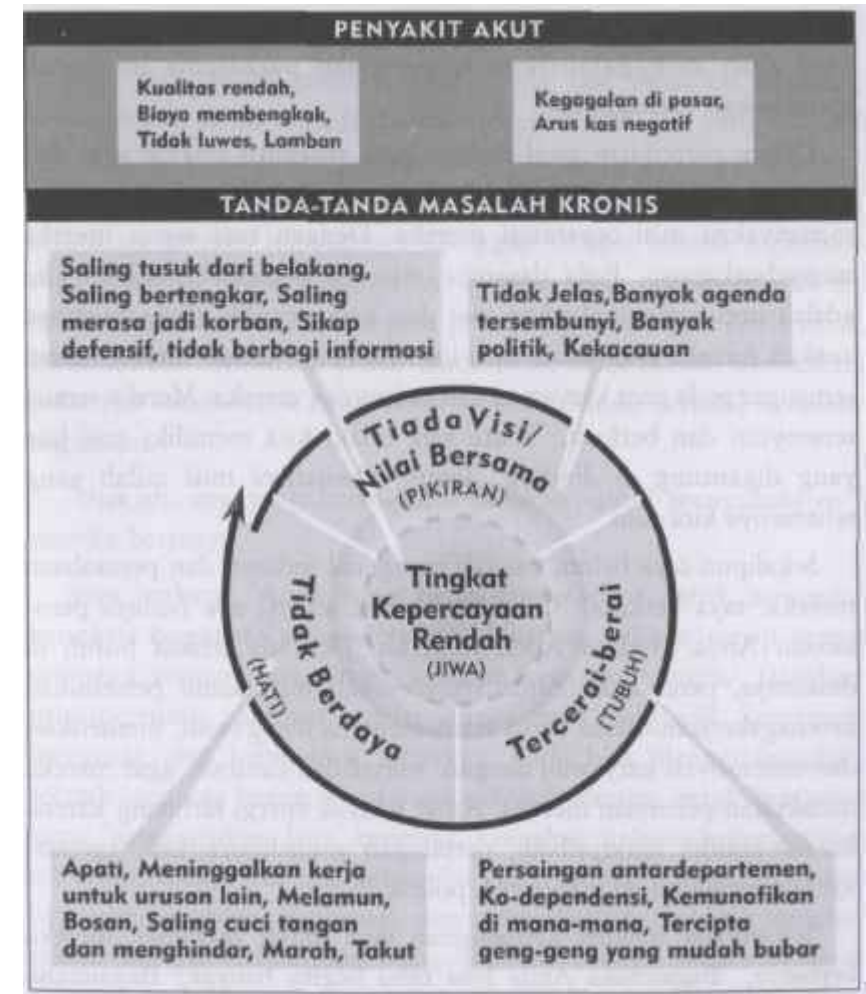 PENYAKIT AKUT
Kualitas rendah,
Biaya membengkak,
Tidak luwes, Lamban
Kegagalan di pasar,
Arus kas negatif
TANDA-TANDA MASALAH KRONIS
Saling tusuk dari belakang,
Saling bertengkar, Saling
merasa jadi korban, Sikap
defensif, tidak berbagi informasi
Tidak Jelas,Banyak agenda
tersembunyi, Banyak
politik, Kekacauan
Tiada Visi/
Nilai Bersama
(PIKIRAN)
Tingkat
Kepercayaan
Rendah
(JIWA)
Tidak Berdaya
(HATI)
Tercerai-berai
(TUBUH)
Apati, Meninggalkan kerja
untuk urusan lain, Melamun,
Bosan, Saling cuci tangan
dan menghindar, Marah, Takut
Persaingan antardepartemen,
Ko-dependensi, Kemunafikan
di mana-mana, Tercipta
geng-geng yang mudah bubar